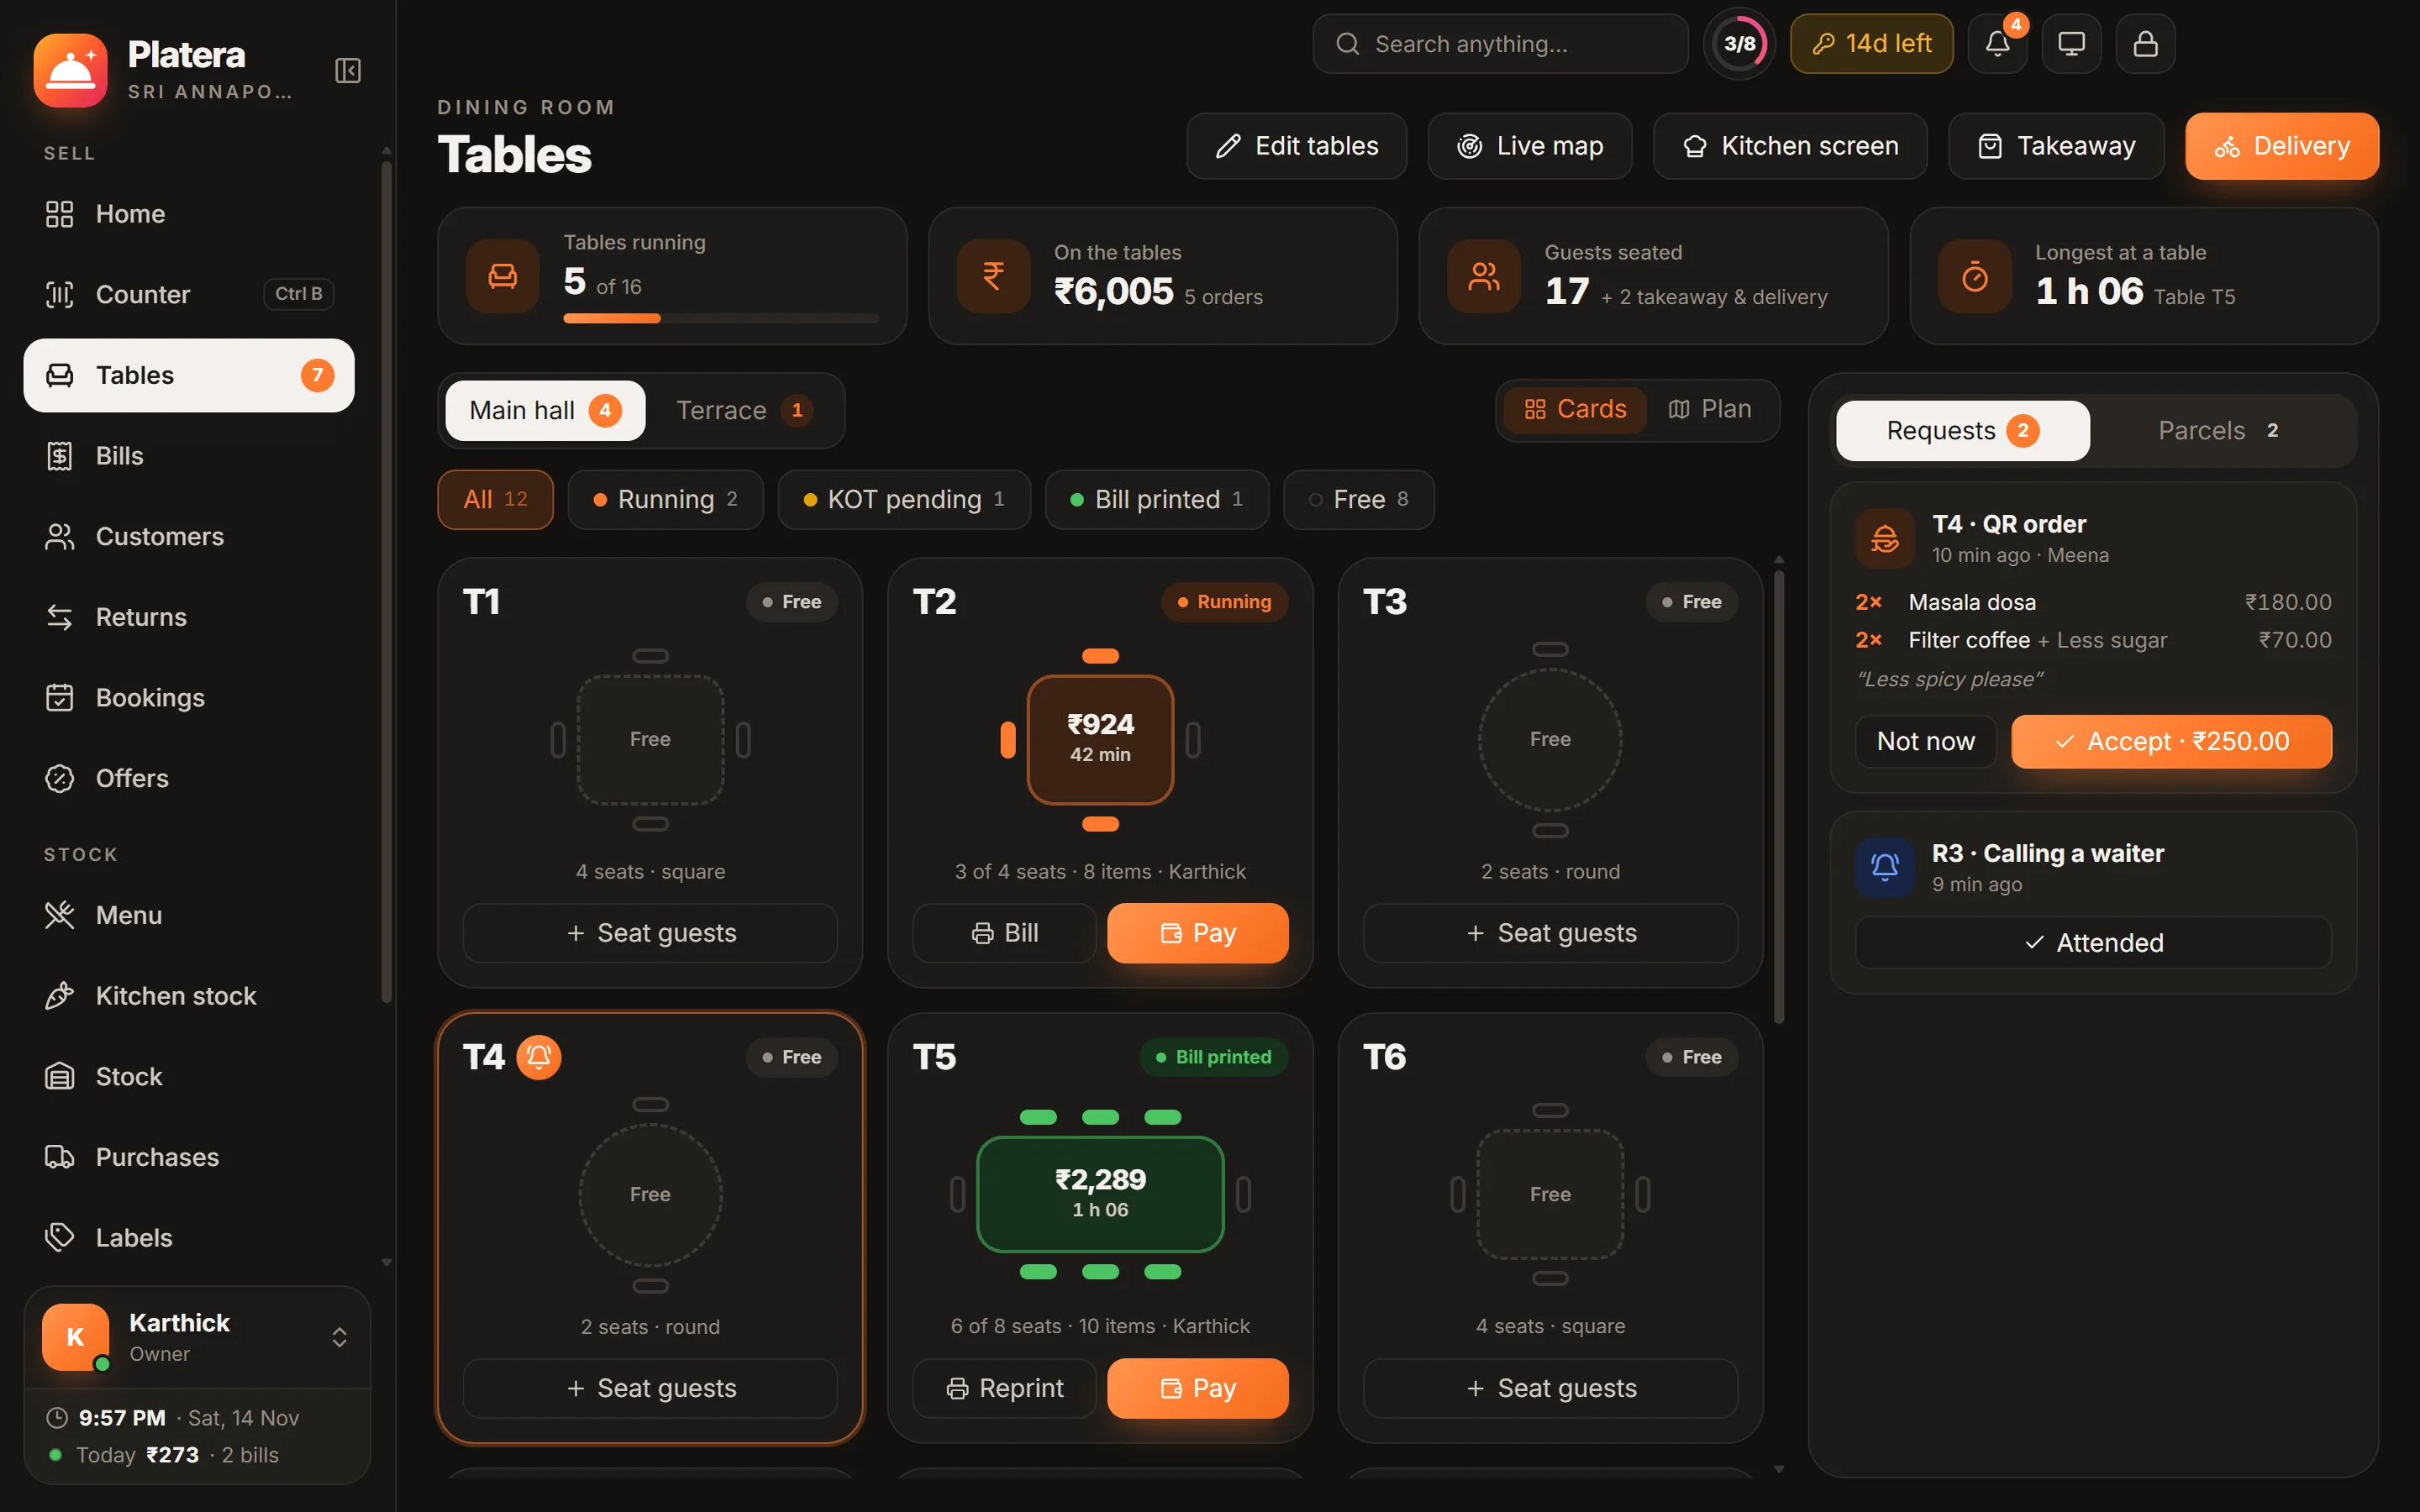 Platera
SRI ANNAPO...
SELL
Home
Counter Ctrl B
Tables 7
Bills
Customers
Returns
Bookings
Offers
STOCK
Menu
Kitchen stock
Stock
Purchases
Labels
K Karthick
Owner
9:57 PM · Sat, 14 Nov
Today ₹273 · 2 bills
Search anything...
3/8
14d left
4
DINING ROOM
Tables
Edit tables
Live map
Kitchen screen
Takeaway
Delivery
Tables running
5 of 16
On the tables
₹6,005 5 orders
Guests seated
17 + 2 takeaway & delivery
Longest at a table
1 h 06 Table T5
Main hall 4
Terrace 1
Cards
Plan
All 12
Running 2
KOT pending 1
Bill printed 1
Free 8
T1 Free
Free
4 seats · square
+ Seat guests
T2 Running
₹924
42 min
3 of 4 seats · 8 items · Karthick
Bill
Pay
T3 Free
Free
2 seats · round
+ Seat guests
T4 Free
Free
2 seats · round
+ Seat guests
T5 Bill printed
₹2,289
1 h 06
6 of 8 seats · 10 items · Karthick
Reprint
Pay
T6 Free
Free
4 seats · square
+ Seat guests
Requests 2
Parcels 2
T4 · QR order
10 min ago · Meena
2× Masala dosa ₹180.00
2× Filter coffee + Less sugar ₹70.00
“Less spicy please”
Not now
Accept · ₹250.00
R3 · Calling a waiter
9 min ago
Attended